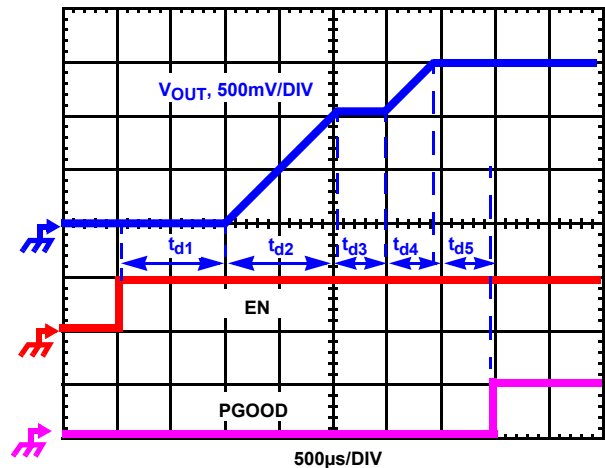 VOUT, 500mV/DIV
td1 td2 td3 td4 td5
EN
PGOOD
500µs/DIV